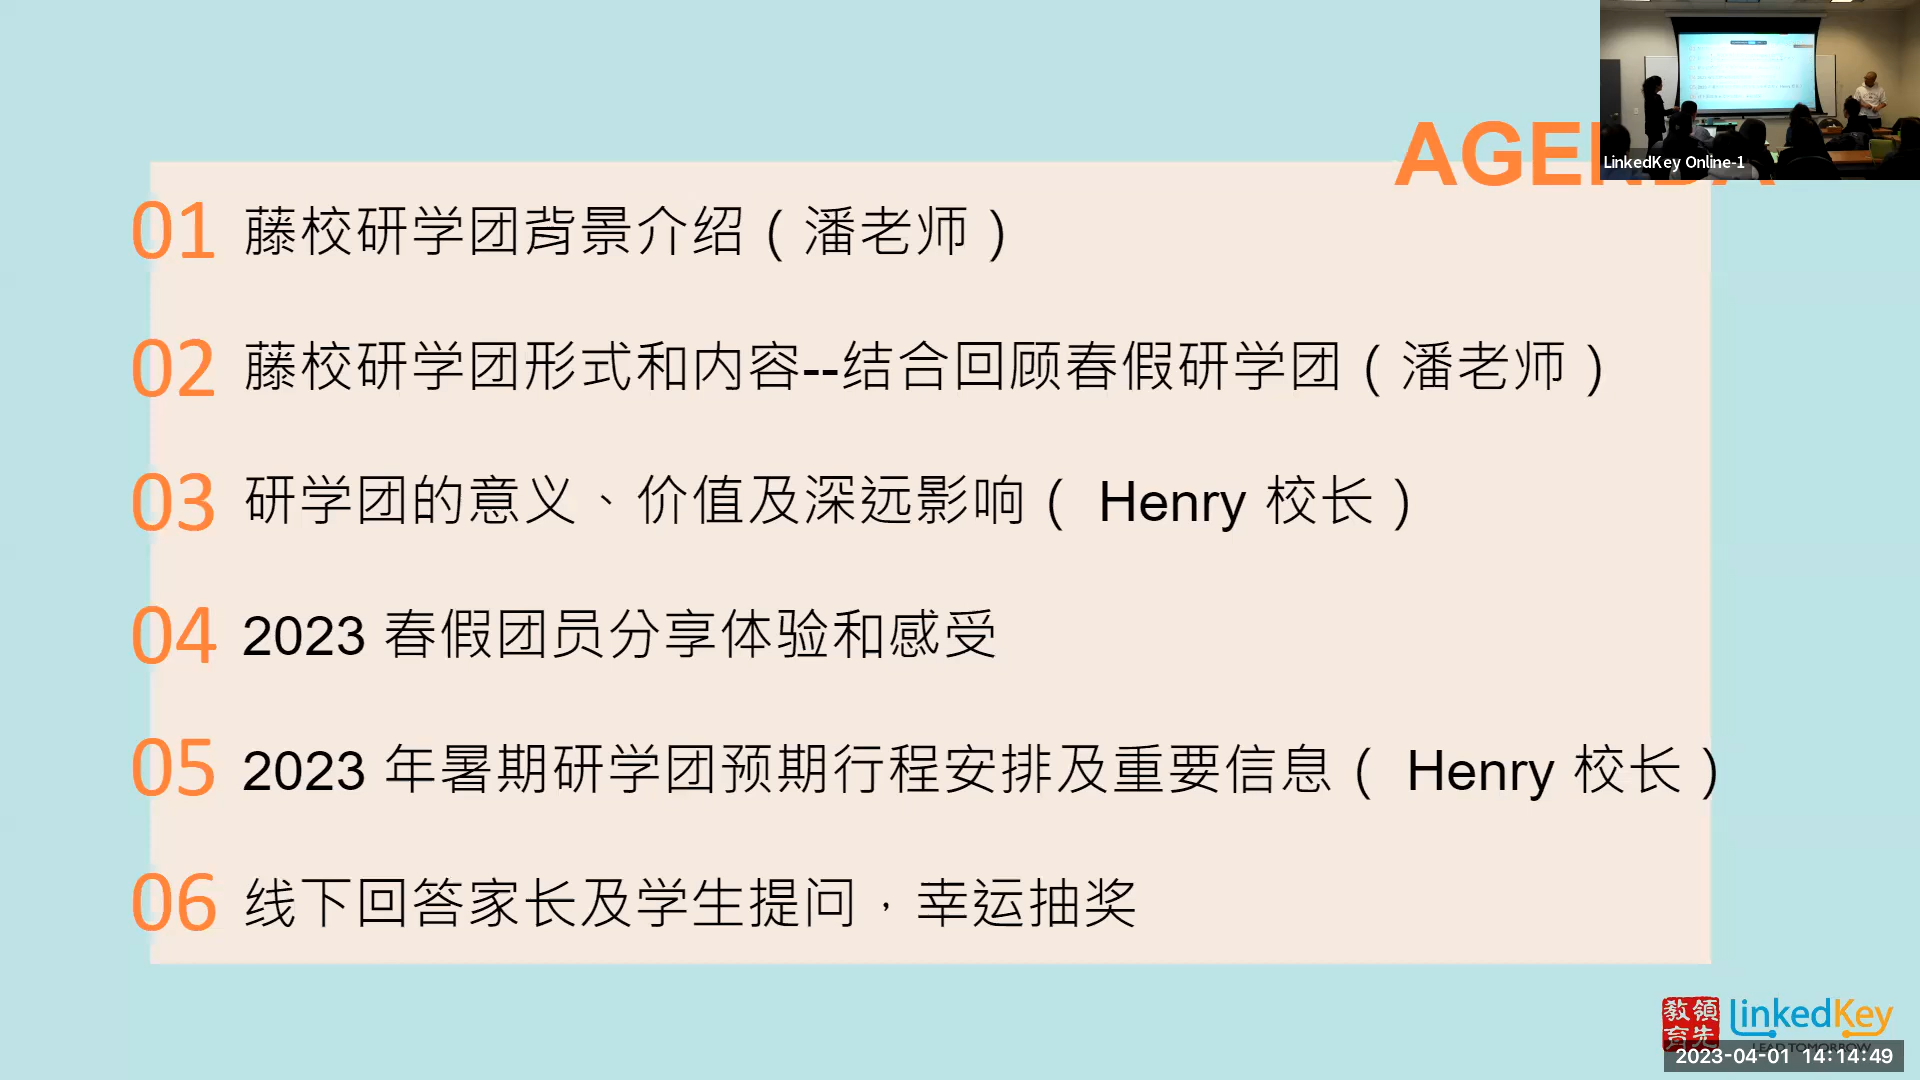 AGENDA
LinkedKey Online-1
01 藤校研学团背景介绍（潘老师）
02 藤校研学团形式和内容--结合回顾春假研学团（潘老师）
03 研学团的意义、价值及深远影响（ Henry 校长）
04 2023 春假团员分享体验和感受
05 2023 年暑期研学团预期行程安排及重要信息（ Henry 校长）
06 线下回答家长及学生提问，幸运抽奖
領先教育
LinkedKey
LEAD TOMORROW
2023-04-01 14:14:49